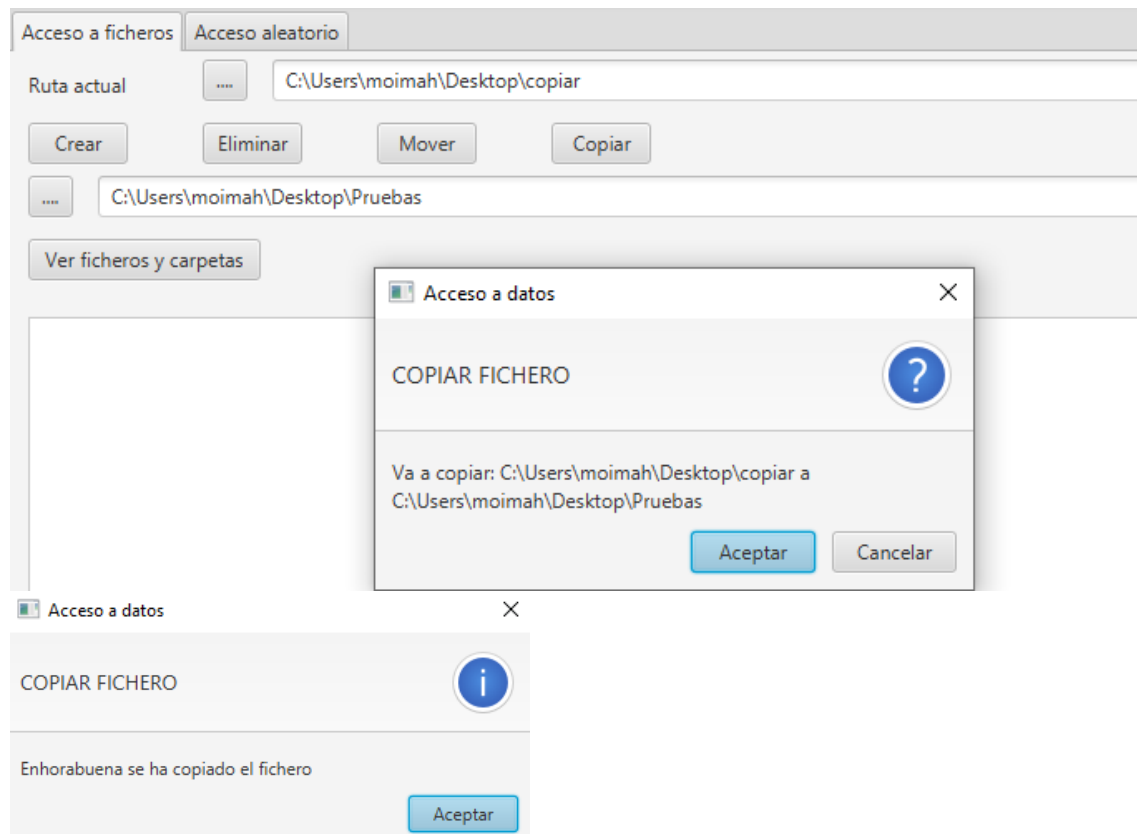 Acceso a ficheros Acceso aleatorio
Ruta actual .... C:\Users\moimah\Desktop\copiar
Crear Eliminar Mover Copiar
.... C:\Users\moimah\Desktop\Pruebas
Ver ficheros y carpetas
Acceso a datos
COPIAR FICHERO
Va a copiar: C:\Users\moimah\Desktop\copiar a
C:\Users\moimah\Desktop\Pruebas
Aceptar Cancelar
Acceso a datos
COPIAR FICHERO
Enhorabuena se ha copiado el fichero
Aceptar